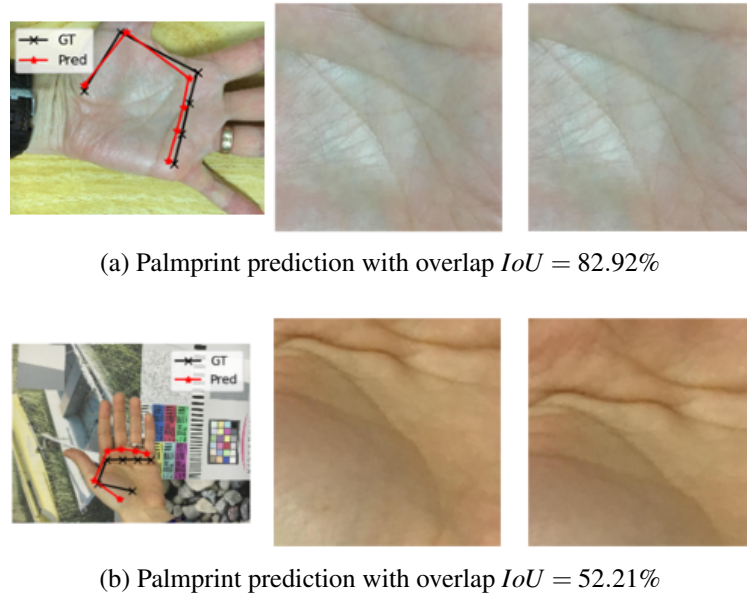 GT
Pred
(a) Palmprint prediction with overlap IoU = 82.92%
GT
Pred
(b) Palmprint prediction with overlap IoU = 52.21%